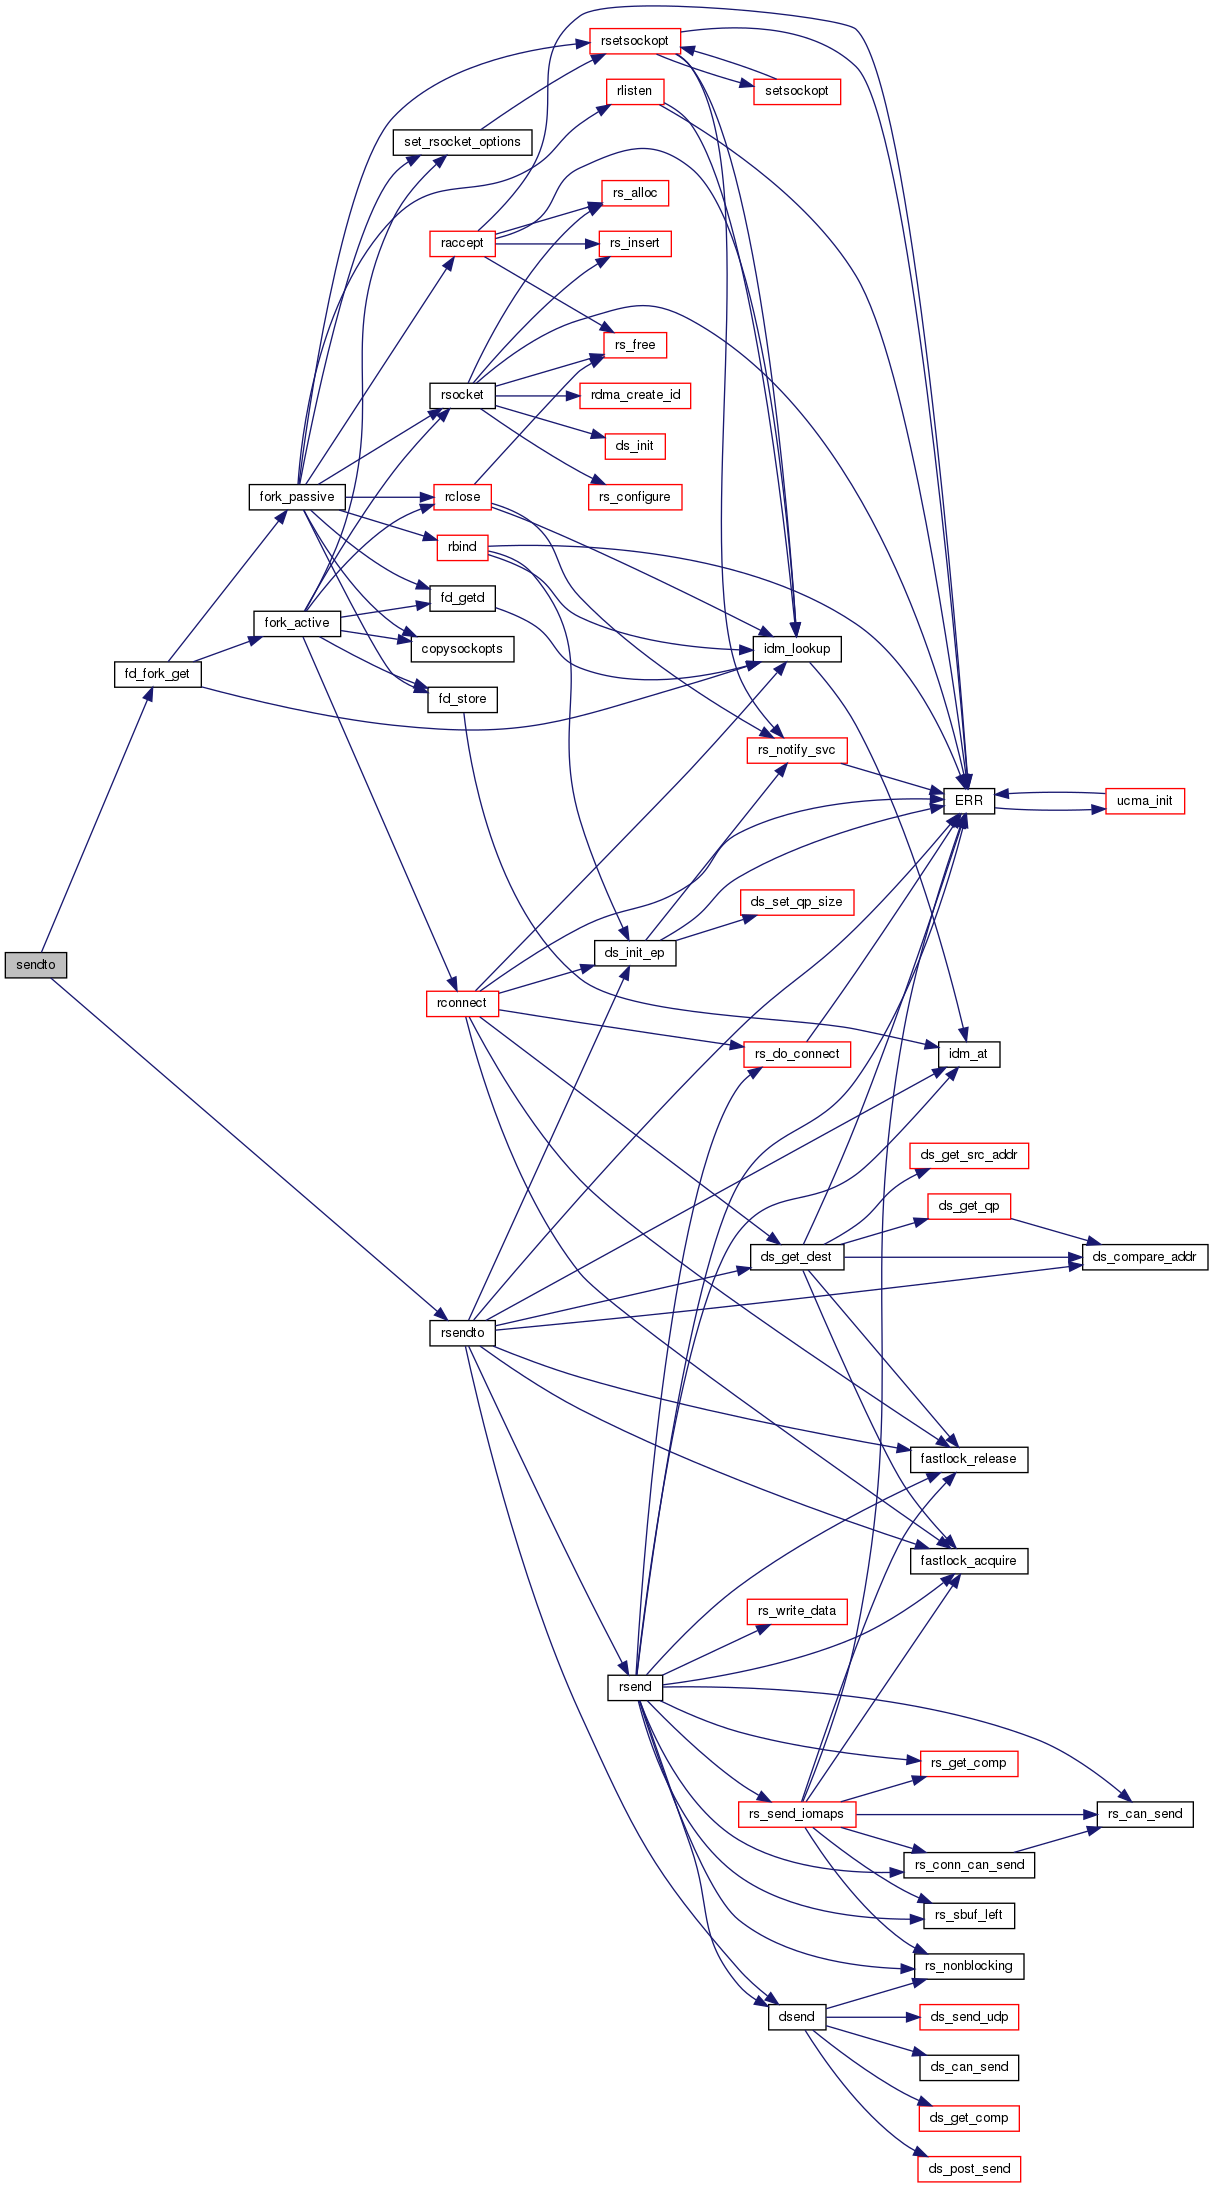 rsetsockopt
setsockopt
rlisten
set_rsocket_options
rs_alloc
raccept
rs_insert
rs_free
rsocket
rdma_create_id
ds_init
fork_passive
rclose
rs_configure
rbind
fd_getd
fork_active
copysockopts
idm_lookup
fd_fork_get
fd_store
rs_notify_svc
ERR
ucma_init
ds_set_qp_size
sendto
ds_init_ep
rconnect
rs_do_connect
idm_at
ds_get_src_addr
ds_get_qp
ds_get_dest
ds_compare_addr
rsendto
fastlock_release
fastlock_acquire
rs_write_data
rsend
rs_get_comp
rs_send_iomaps
rs_can_send
rs_conn_can_send
rs_sbuf_left
rs_nonblocking
dsend
ds_send_udp
ds_can_send
ds_get_comp
ds_post_send